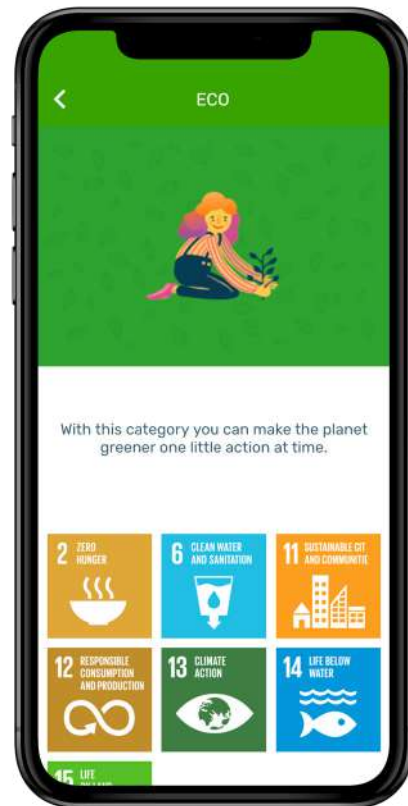 ECO
With this category you can make the planet
greener one little action at time.
2 ZERO
HUNGER
6 CLEAN WATER
AND SANITATION
11 SUSTAINABLE CIT
AND COMMUNITIE
12 RESPONSIBLE
CONSUMPTION
AND PRODUCTION
13 CLIMATE
ACTION
14 LIFE BELOW
WATER
15 LIFE
ON LAND